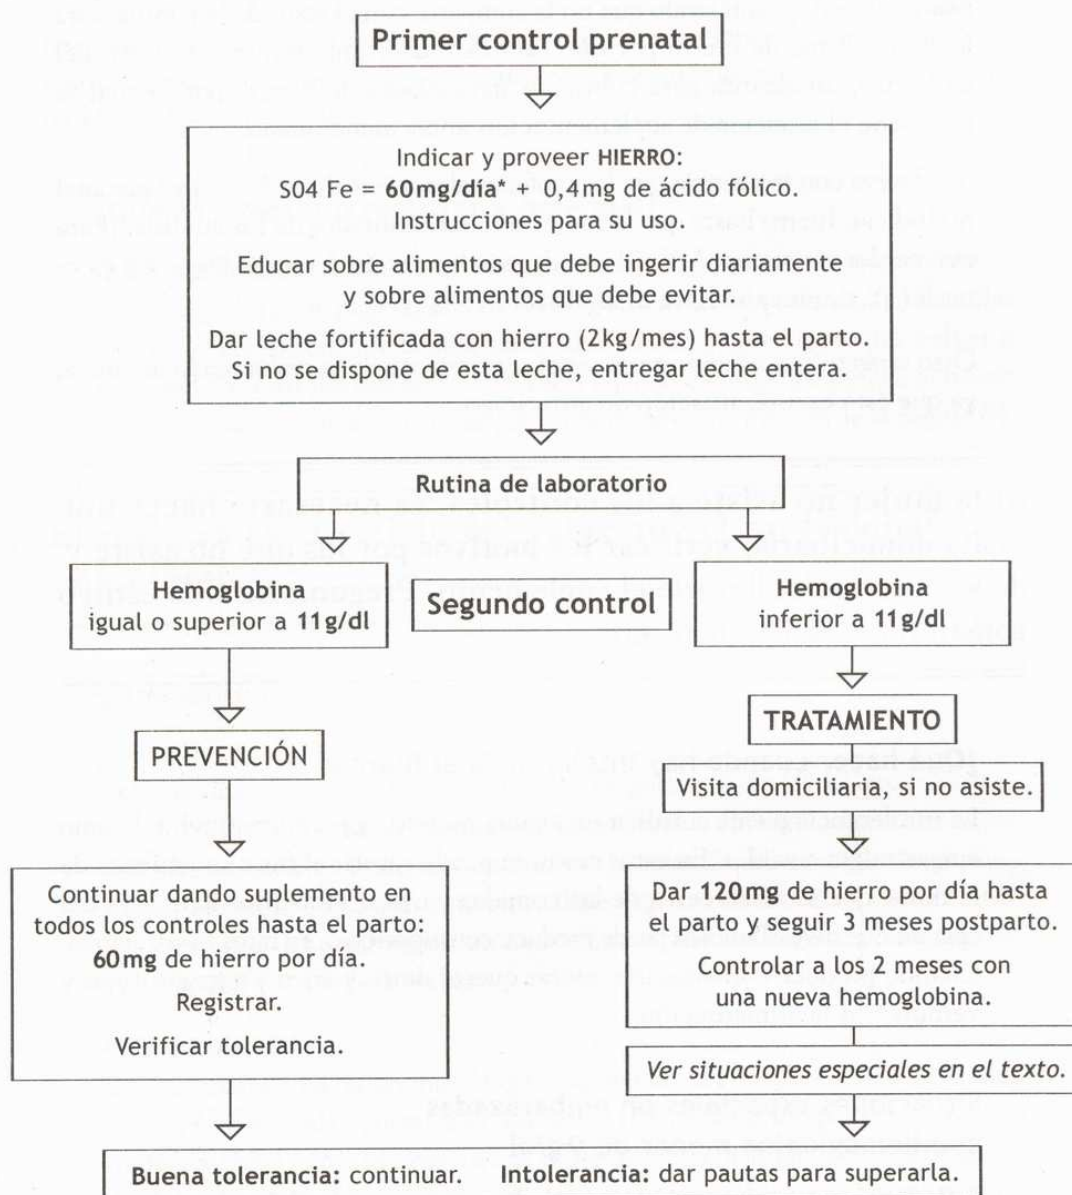 Primer control prenatal
Indicar y proveer HIERRO:
S04 Fe = 60mg/día* + 0,4mg de ácido fólico.
Instrucciones para su uso.
Educar sobre alimentos que debe ingerir diariamente
y sobre alimentos que debe evitar.
Dar leche fortificada con hierro (2kg/mes) hasta el parto.
Si no se dispone de esta leche, entregar leche entera.
Rutina de laboratorio
Hemoglobina
igual o superior a 11g/dl
Segundo control
Hemoglobina
inferior a 11g/dl
PREVENCIÓN
TRATAMIENTO
Visita domiciliaria, si no asiste.
Continuar dando suplemento en
todos los controles hasta el parto:
60mg de hierro por día.
Registrar.
Verificar tolerancia.
Dar 120mg de hierro por día hasta
el parto y seguir 3 meses postparto.
Controlar a los 2 meses con
una nueva hemoglobina.
Ver situaciones especiales en el texto.
Buena tolerancia: continuar. Intolerancia: dar pautas para superarla.